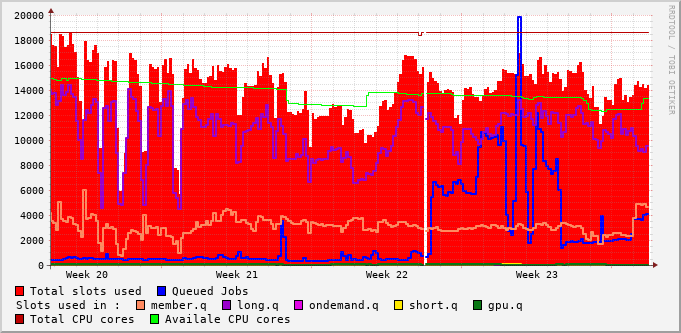 20000
18000
16000
14000
12000
10000
8000
6000
4000
2000
0
Week 20 Week 21 Week 22 Week 23
RRDTOOL / TOBI OETIKER
Total slots used Queued Jobs
Slots used in : member.q long.q ondemand.q short.q gpu.q
Total CPU cores Availale CPU cores